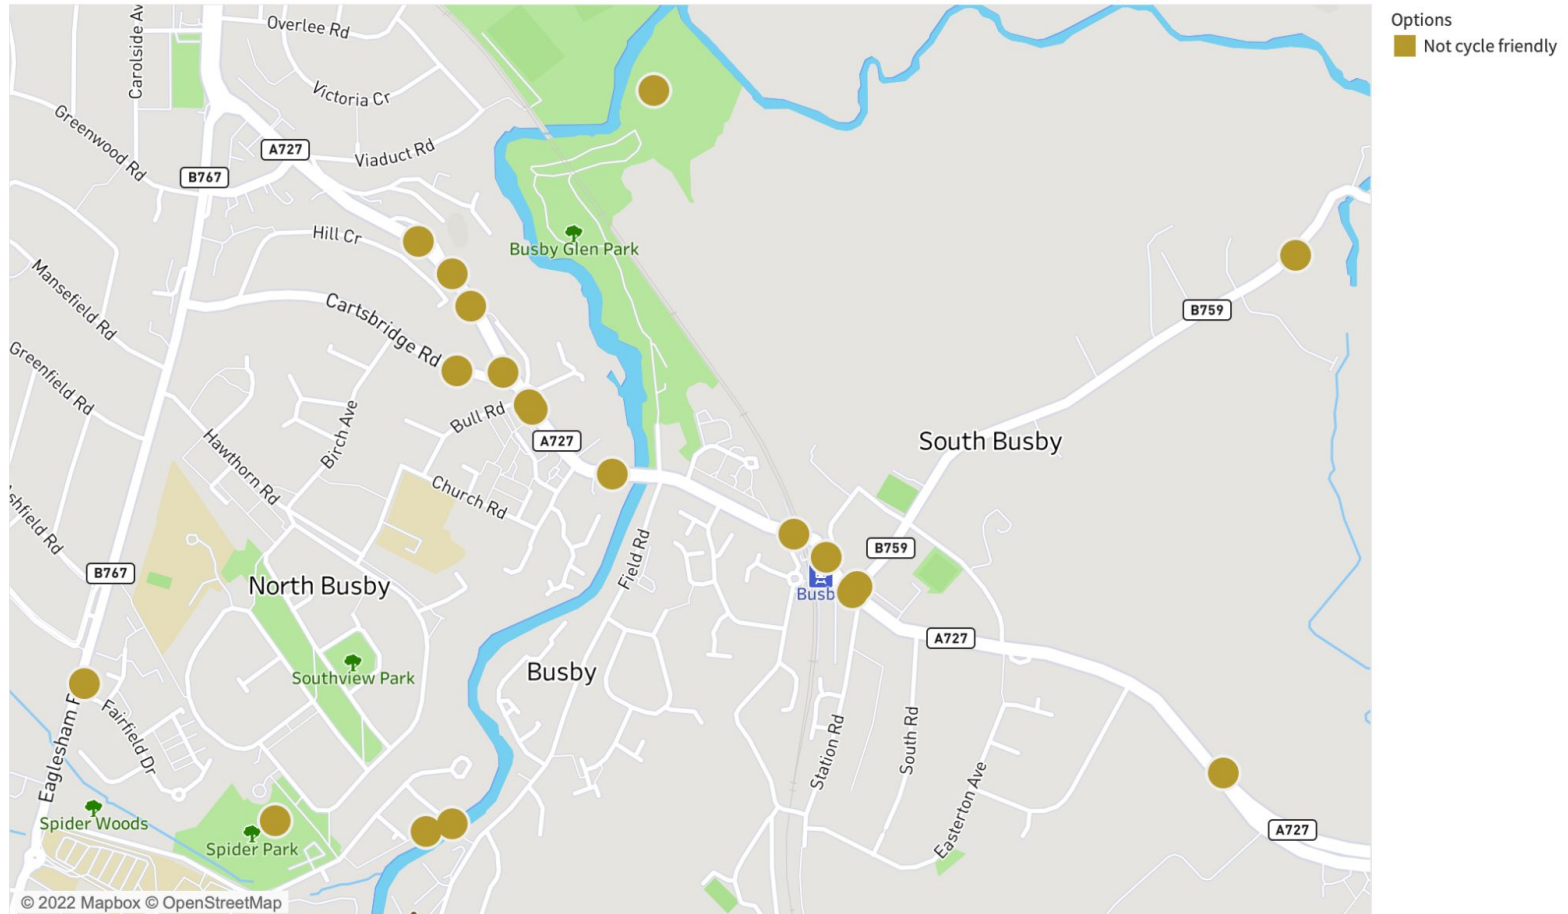 Options
Not cycle friendly
Overlee Rd
Carolside Av
Victoria Cr
Greenwood Rd
A727
Viaduct Rd
B767
Hill Cr
Busby Glen Park
Mansefield Rd
Cartsbridge Rd
B759
Greenfield Rd
Bull Rd
Birch Ave
A727
South Busby
Hawthorn Rd
Church Rd
shfield Rd
B759
Field Rd
B767
North Busby
Busb
A727
Southview Park
Busby
Fairfield Dr
Eaglesham R
Station Rd
South Rd
Easterton Ave
Spider Woods
Spider Park
A727
© 2022 Mapbox © OpenStreetMap